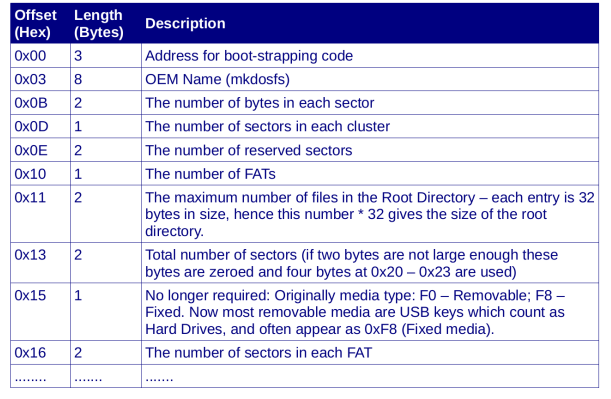 Offset (Hex) Length (Bytes) Description
0x00 3 Address for boot-strapping code
0x03 8 OEM Name (mkdosfs)
0x0B 2 The number of bytes in each sector
0x0D 1 The number of sectors in each cluster
0x0E 2 The number of reserved sectors
0x10 1 The number of FATs
0x11 2 The maximum number of files in the Root Directory – each entry is 32
bytes in size, hence this number * 32 gives the size of the root
directory.
0x13 2 Total number of sectors (if two bytes are not large enough these
bytes are zeroed and four bytes at 0x20 – 0x23 are used)
0x15 1 No longer required: Originally media type: F0 – Removable; F8 –
Fixed. Now most removable media are USB keys which count as
Hard Drives, and often appear as 0xF8 (Fixed media).
0x16 2 The number of sectors in each FAT
........ ....... .......